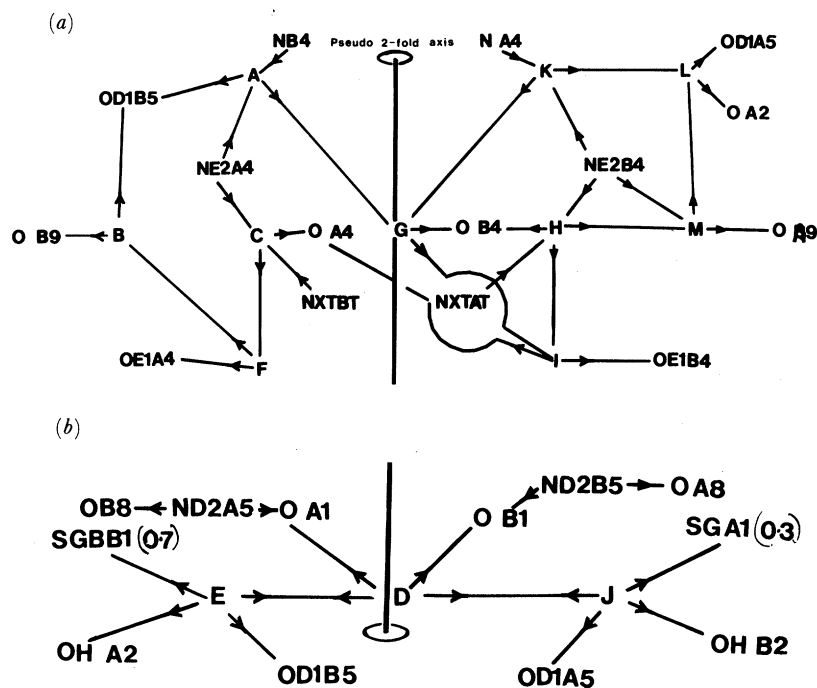 (a)
NB4 Pseudo 2-fold axis N A4 OD1A5
A K L
OD1B5 O A2
NE2A4 NE2B4
O B9 B C O A4 G O B4 H M O
NXTBT NXTAT
OE1A4 F I OE1B4
(b)
OB8 ND2A5 O A1 ND2B5 O A8
SGBB1(0·7) O B1 SGA1(0·3)
E D J
OH A2 OH B2
OD1B5 OD1A5